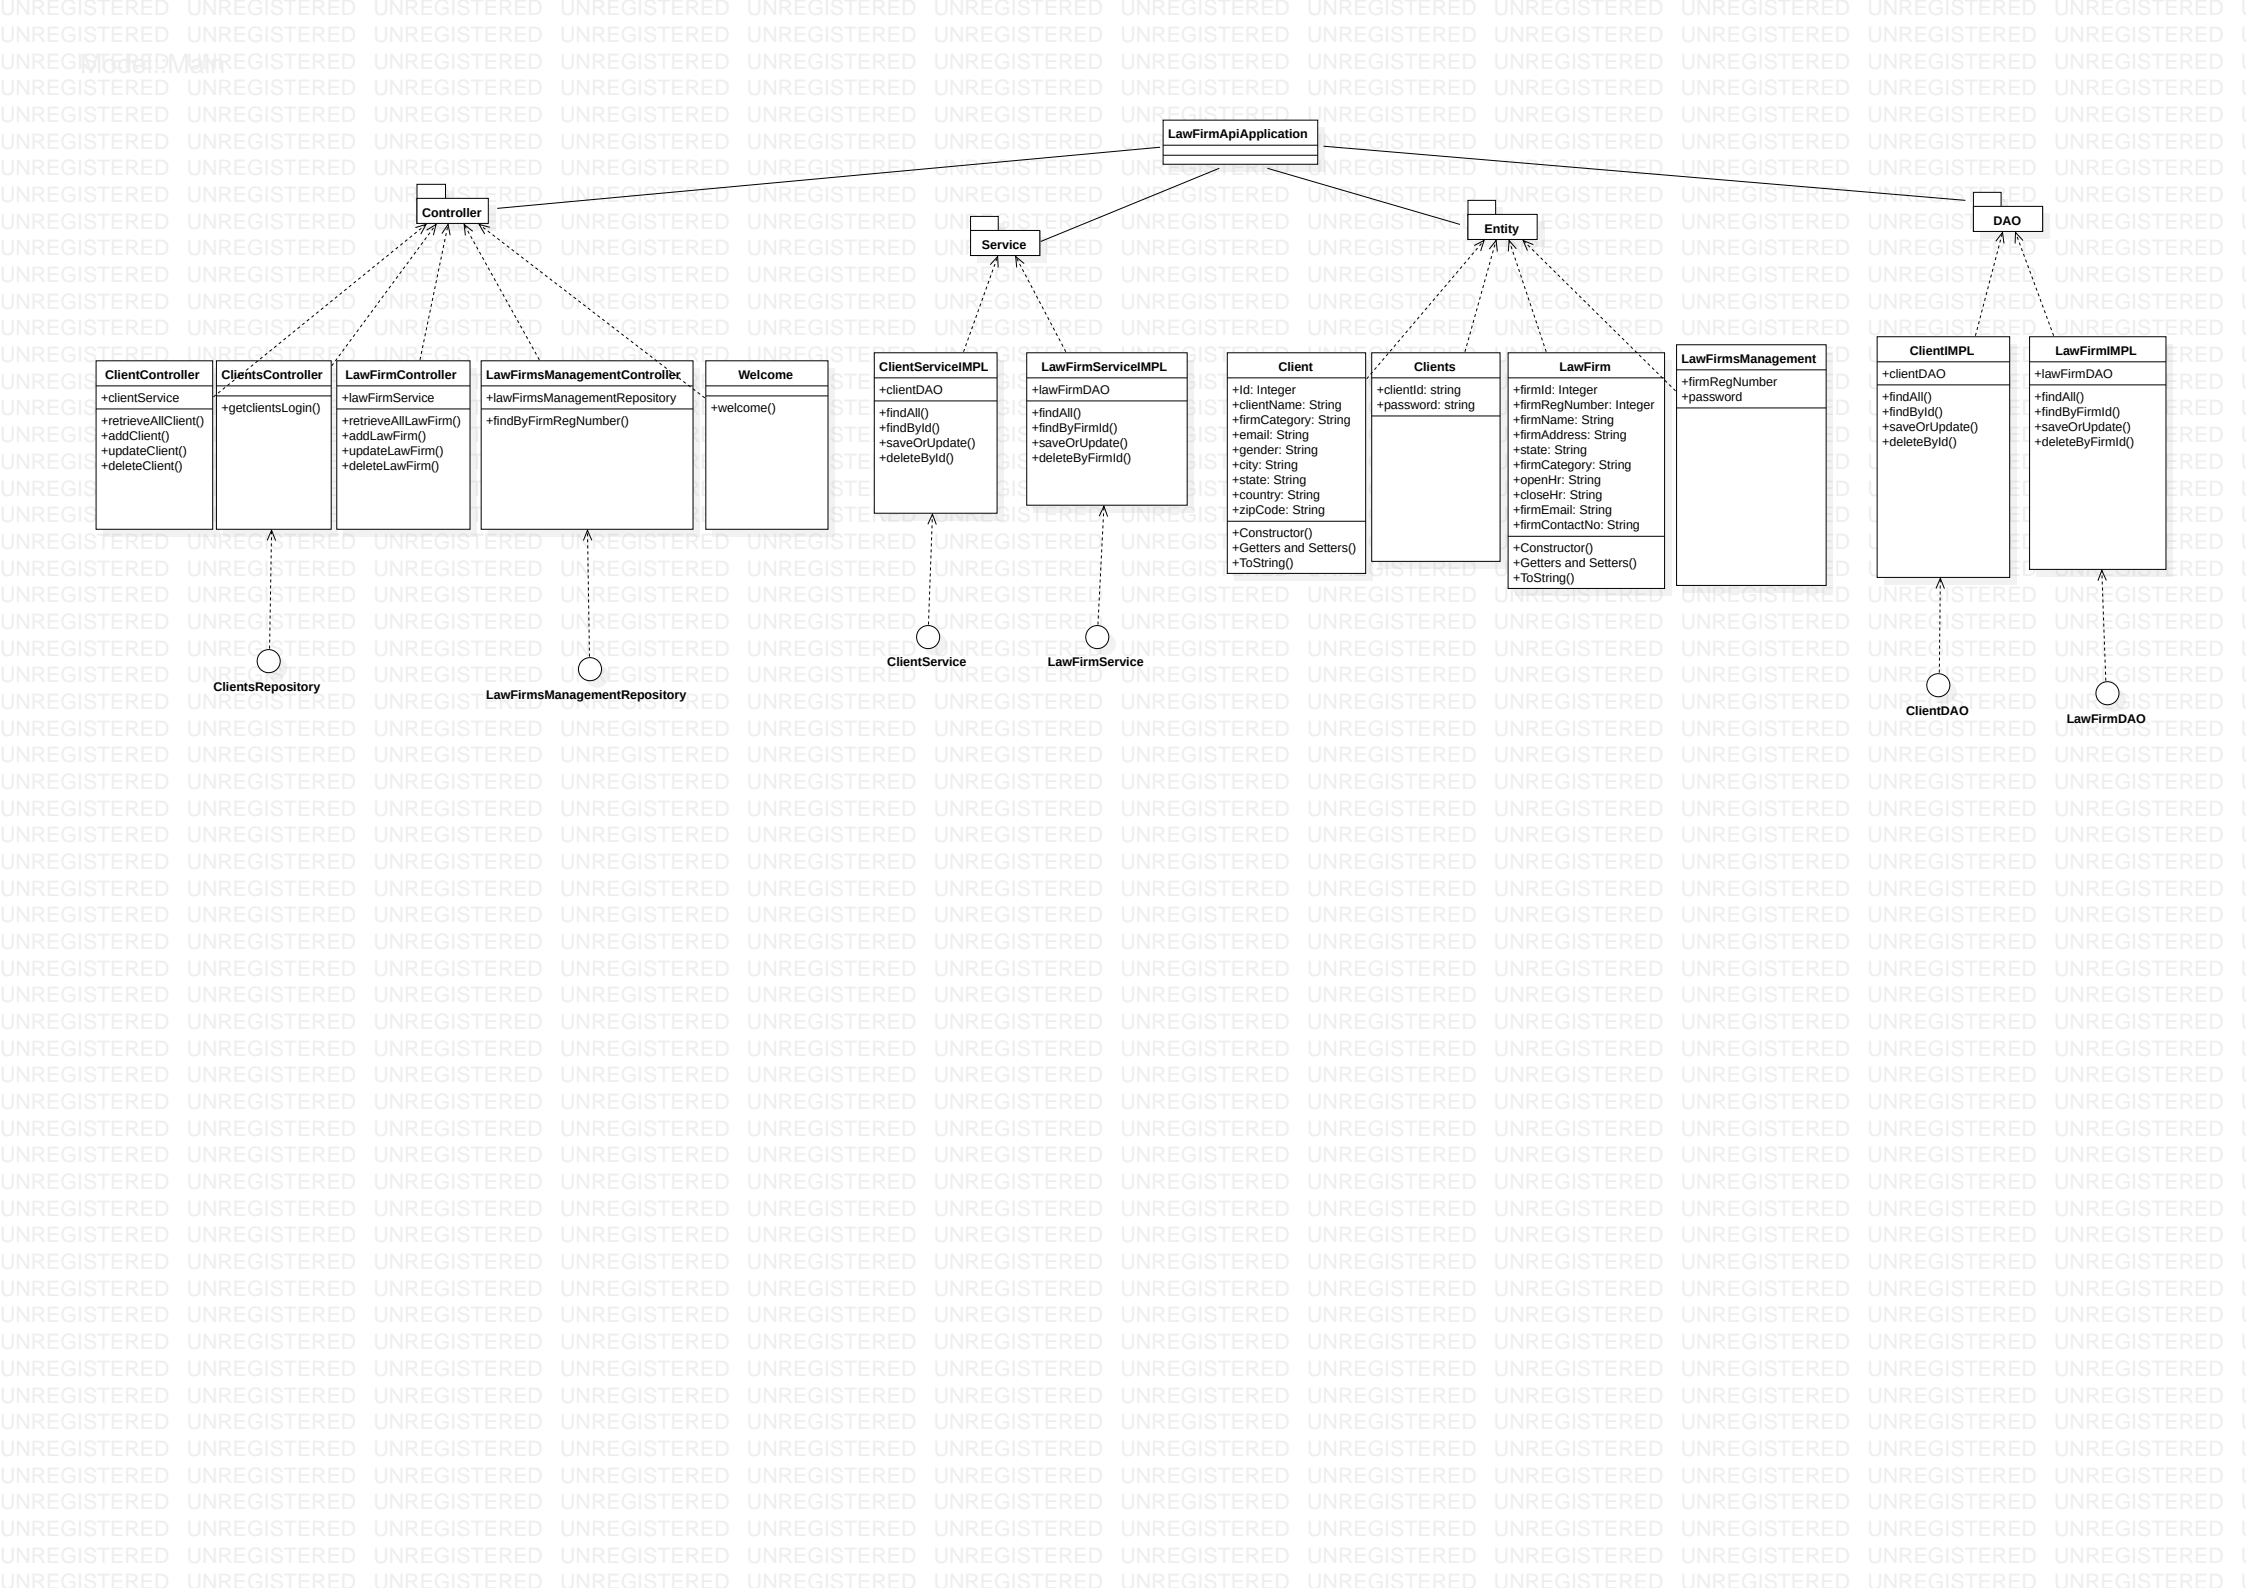 UNREGISTERED
Model::Main
LawFirmApiApplication
Controller
Service
Entity
DAO
ClientController
+clientService
+retrieveAllClient()
+addClient()
+updateClient()
+deleteClient()
ClientsController
+getclientsLogin()
LawFirmController
+lawFirmService
+retrieveAllLawFirm()
+addLawFirm()
+updateLawFirm()
+deleteLawFirm()
LawFirmsManagementController
+lawFirmsManagementRepository
+findByFirmRegNumber()
Welcome
+welcome()
ClientServiceIMPL
+clientDAO
+findAll()
+findById()
+saveOrUpdate()
+deleteById()
LawFirmServiceIMPL
+lawFirmDAO
+findAll()
+findByFirmId()
+saveOrUpdate()
+deleteByFirmId()
Client
+Id: Integer
+clientName: String
+firmCategory: String
+email: String
+gender: String
+city: String
+state: String
+country: String
+zipCode: String
+Constructor()
+Getters and Setters()
+ToString()
Clients
+clientId: string
+password: string
LawFirm
+firmId: Integer
+firmRegNumber: Integer
+firmName: String
+firmAddress: String
+state: String
+firmCategory: String
+openHr: String
+closeHr: String
+firmEmail: String
+firmContactNo: String
+Constructor()
+Getters and Setters()
+ToString()
LawFirmsManagement
+firmRegNumber
+password
ClientIMPL
+clientDAO
+findAll()
+findById()
+saveOrUpdate()
+deleteById()
LawFirmIMPL
+lawFirmDAO
+findAll()
+findByFirmId()
+saveOrUpdate()
+deleteByFirmId()
ClientsRepository
LawFirmsManagementRepository
ClientService
LawFirmService
ClientDAO
LawFirmDAO